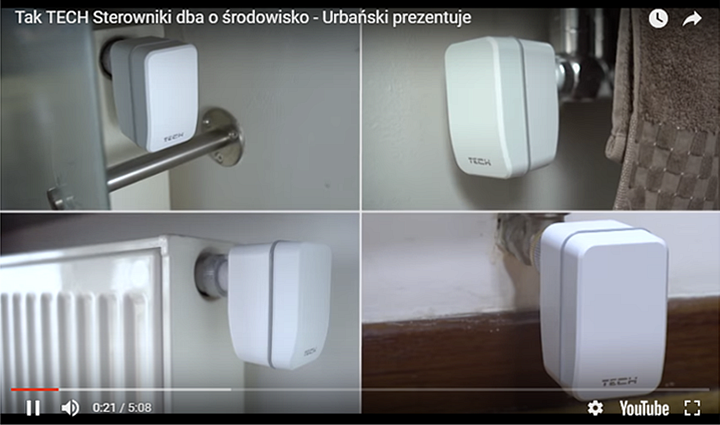 Tak TECH Sterowniki dba o środowisko - Urbański prezentuje
TECH
TECH
TECH
TECH
0:21 / 5:08
YouTube